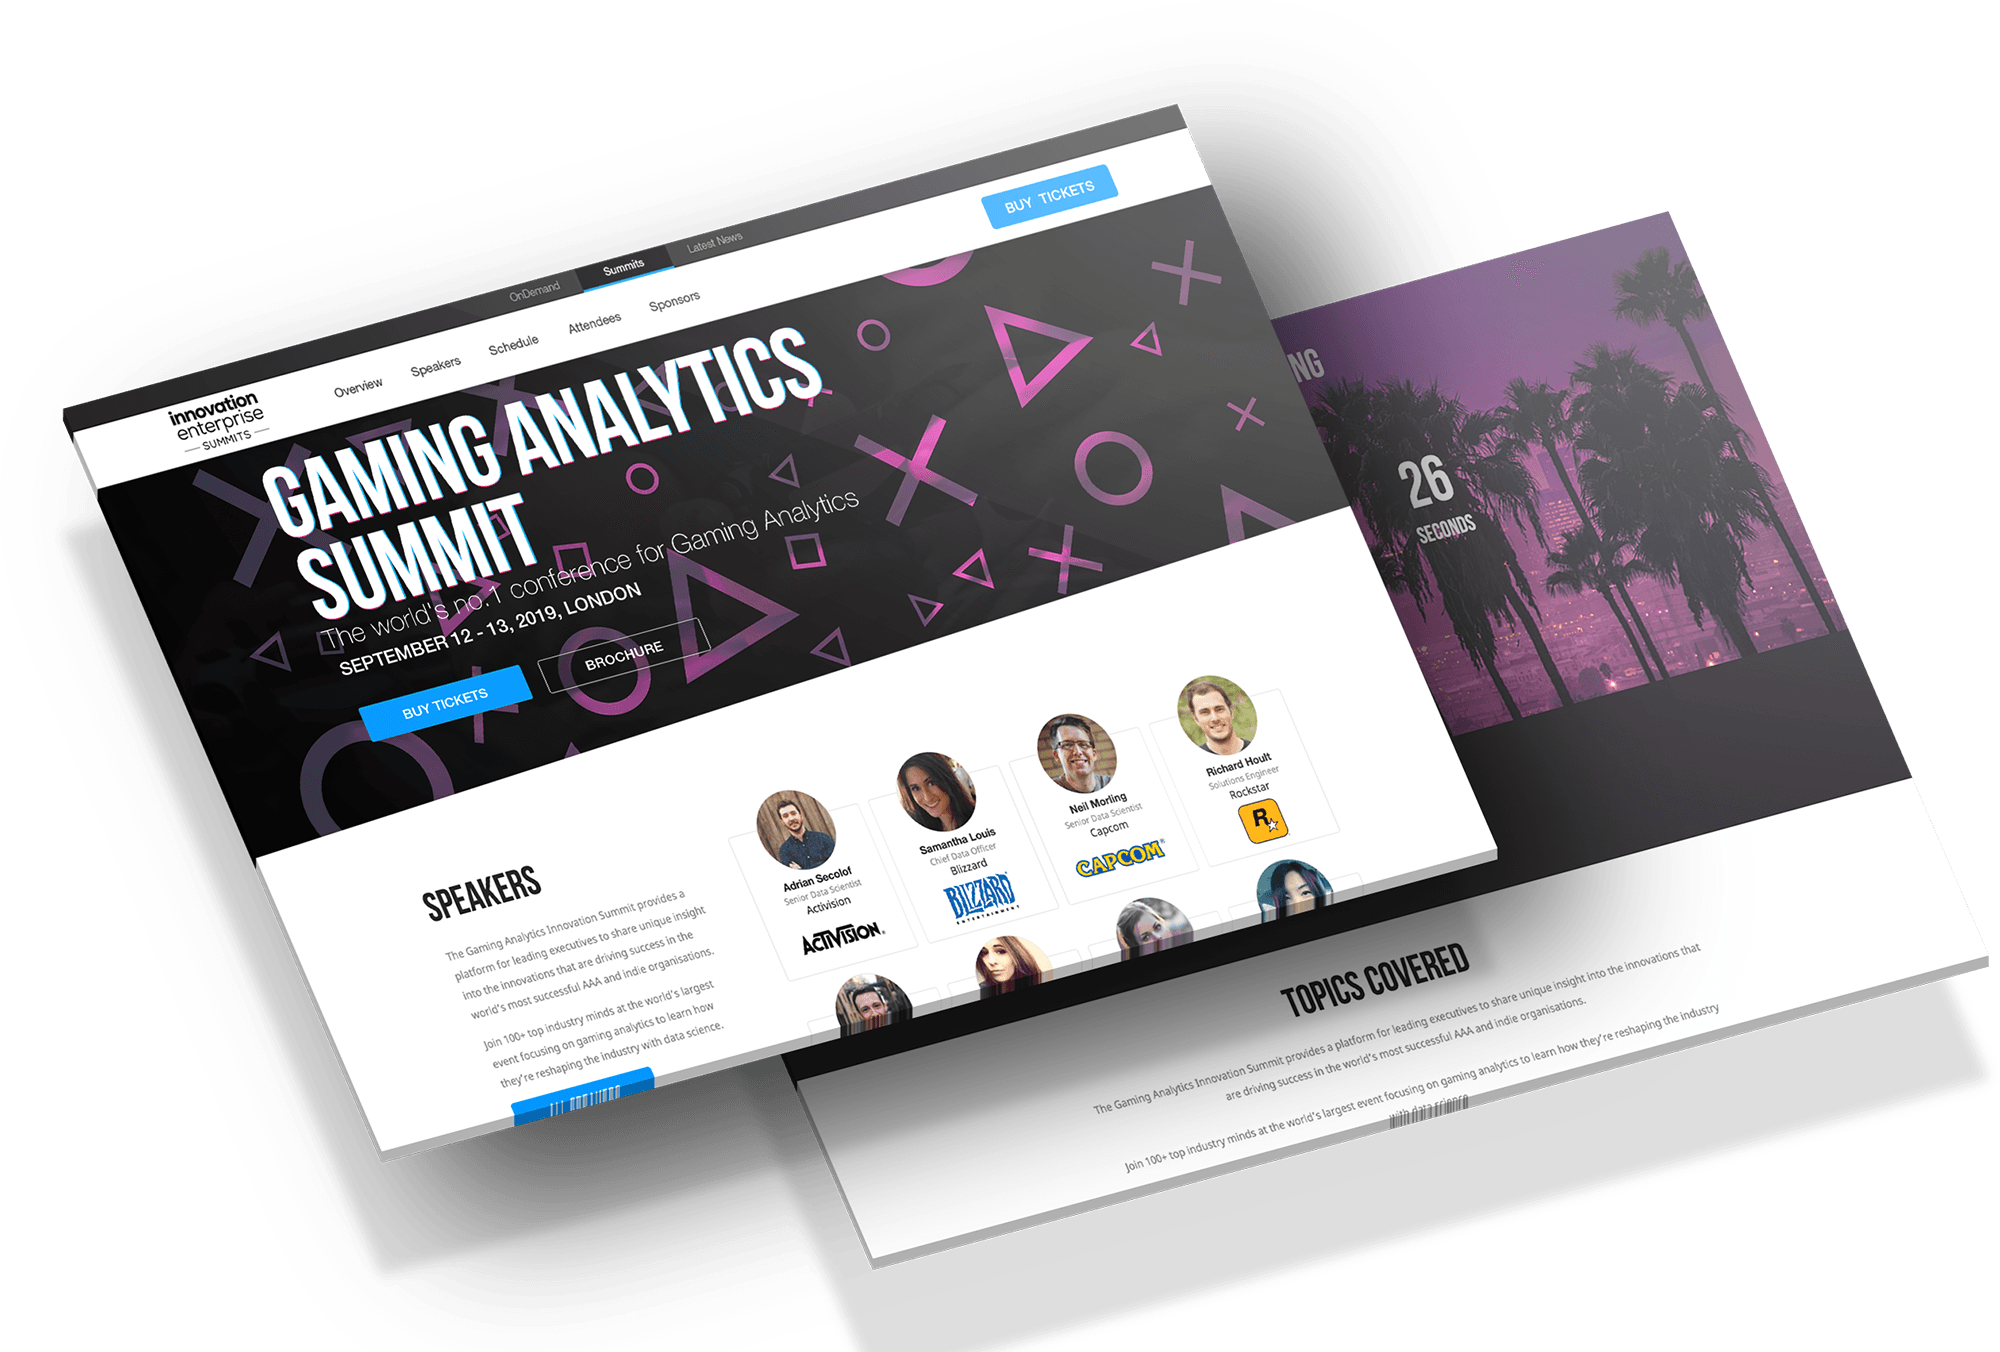 OnDemand
Summits
Latest News
innovation
enterprise
SUMMITS
Overview
Speakers
Schedule
Attendees
Sponsors
BUY TICKETS
GAMING ANALYTICS
SUMMIT
The world's no.1 conference for Gaming Analytics
SEPTEMBER 12 - 13, 2019, LONDON
BUY TICKETS
BROCHURE
SPEAKERS
The Gaming Analytics Innovation Summit provides a
platform for leading executives to share unique insight
into the innovations that are driving success in the
world's most successful AAA and indie organisations.
Join 100+ top industry minds at the world's largest
event focusing on gaming analytics to learn how
they're reshaping the industry with data science.
Adrian Secolof
Senior Data Scientist
Activision
ACTIVISION
Samantha Louis
Chief Data Officer
Blizzard
BLIZZARD
ENTERTAINMENT
Neil Morling
Senior Data Scientist
Capcom
CAPCOM
Richard Hoult
Solutions Engineer
Rockstar
R
NG
26
SECONDS
TOPICS COVERED
The Gaming Analytics Innovation Summit provides a platform for leading executives to share unique insight into the innovations that
are driving success in the world's most successful AAA and indie organisations.
Join 100+ top industry minds at the world's largest event focusing on gaming analytics to learn how they're reshaping the industry
with data science